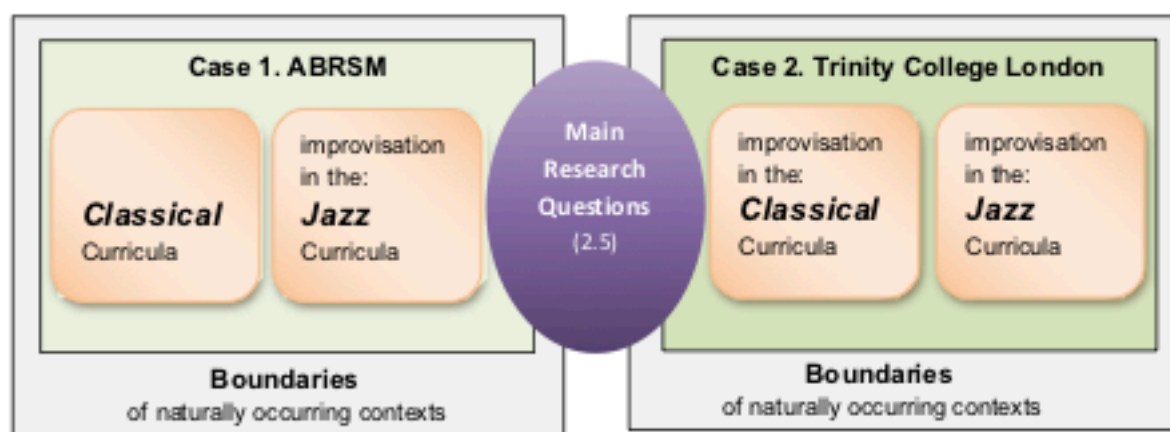 Case 1. ABRSM
Classical
Curricula
improvisation
in the:
Jazz
Curricula
Boundaries
of naturally occurring contexts
Main
Research
Questions
(2.5)
Case 2. Trinity College London
improvisation
in the:
Classical
Curricula
improvisation
in the:
Jazz
Curricula
Boundaries
of naturally occurring contexts